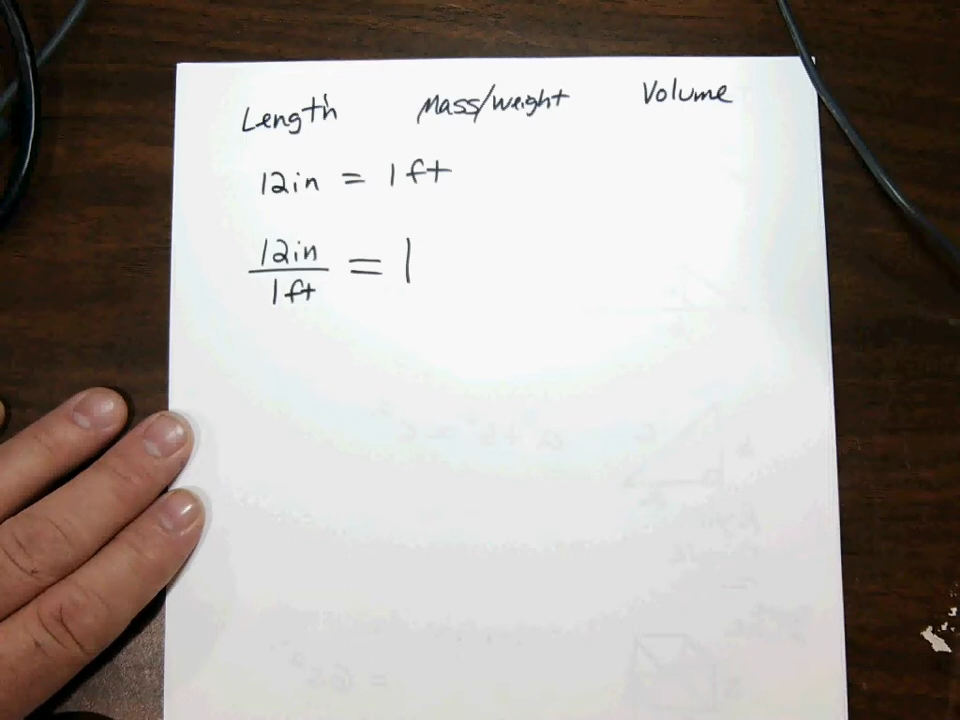 Length Mass/weight Volume
12in = 1ft
12in
1ft
= 1